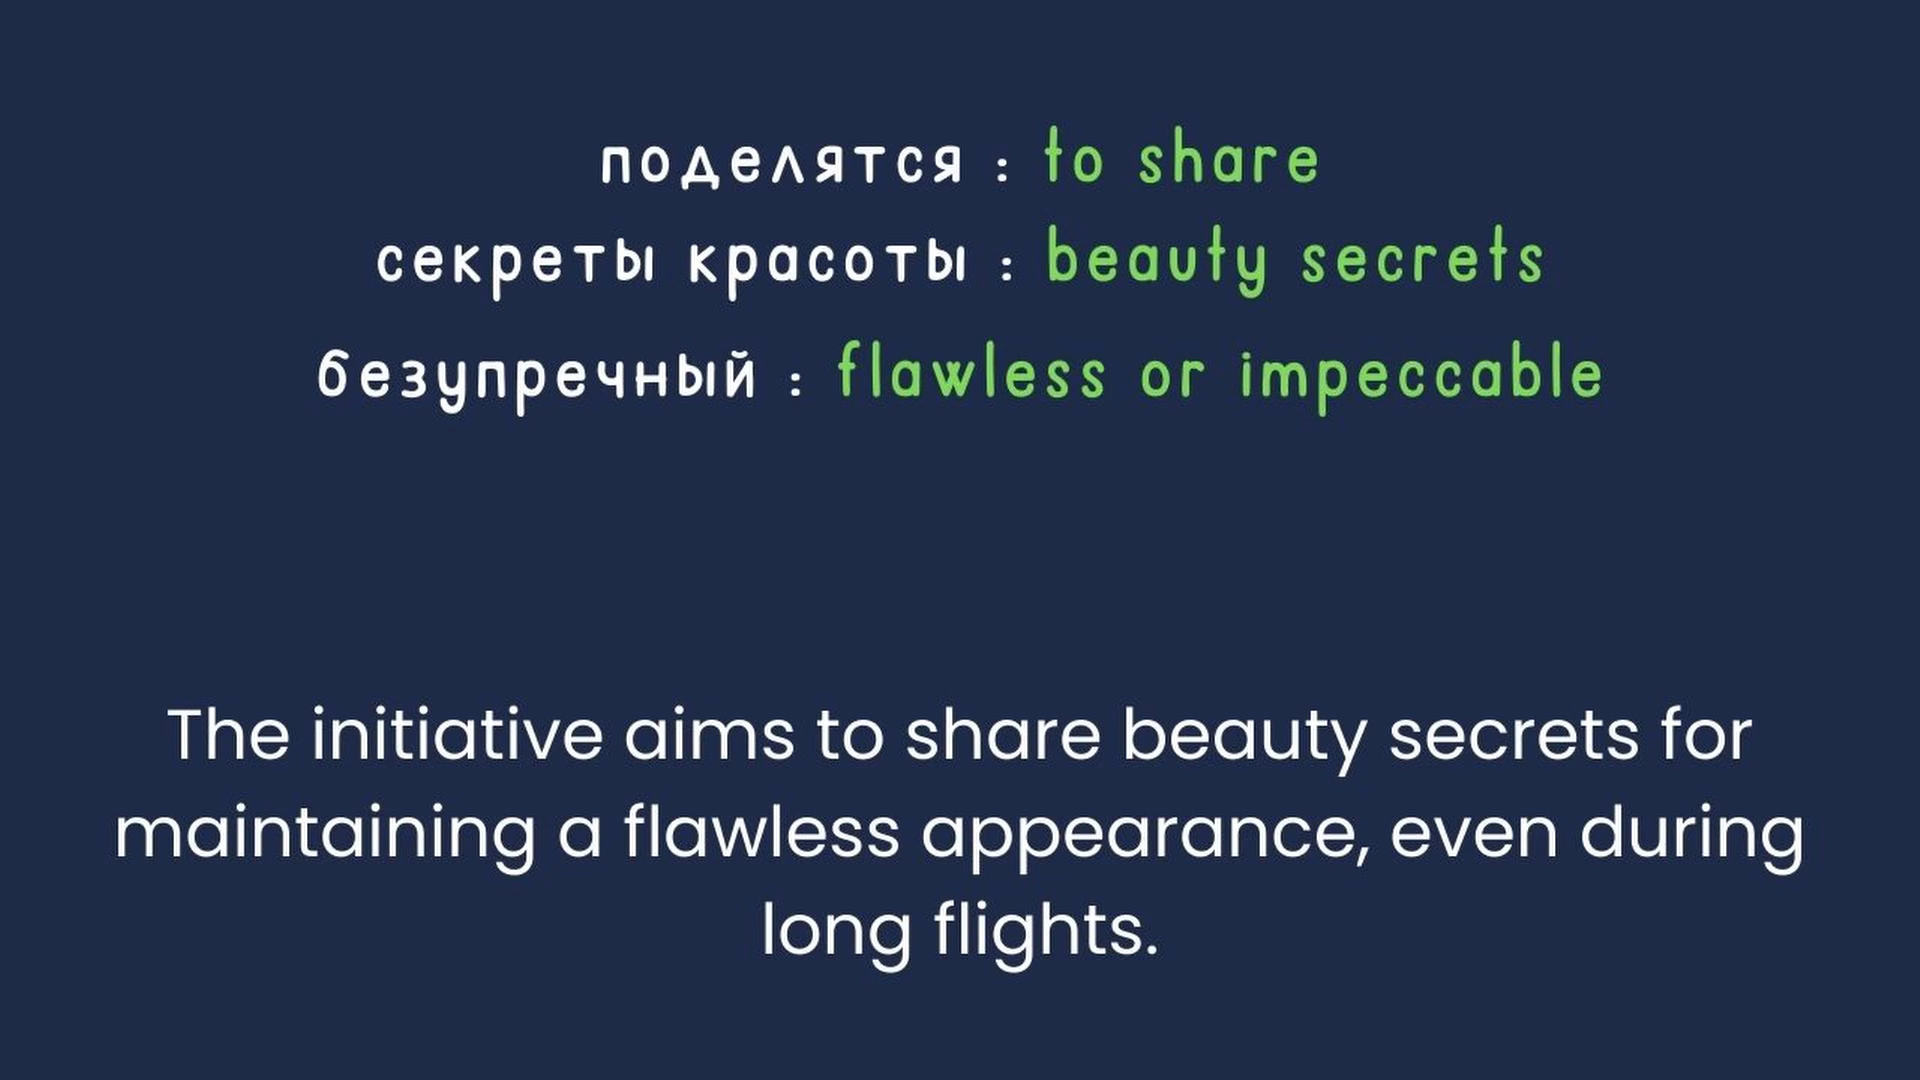 поделятся : to share
секреты красоты : beauty secrets
безупречный : flawless or impeccable
The initiative aims to share beauty secrets for
maintaining a flawless appearance, even during
long flights.